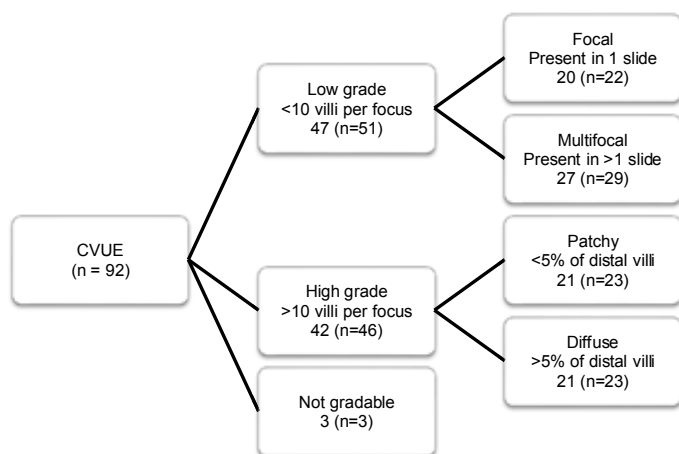 CVUE
(n = 92)
Low grade
<10 villi per focus
47 (n=51)
Focal
Present in 1 slide
20 (n=22)
Multifocal
Present in >1 slide
27 (n=29)
High grade
>10 villi per focus
42 (n=46)
Patchy
<5% of distal villi
21 (n=23)
Diffuse
>5% of distal villi
21 (n=23)
Not gradable
3 (n=3)